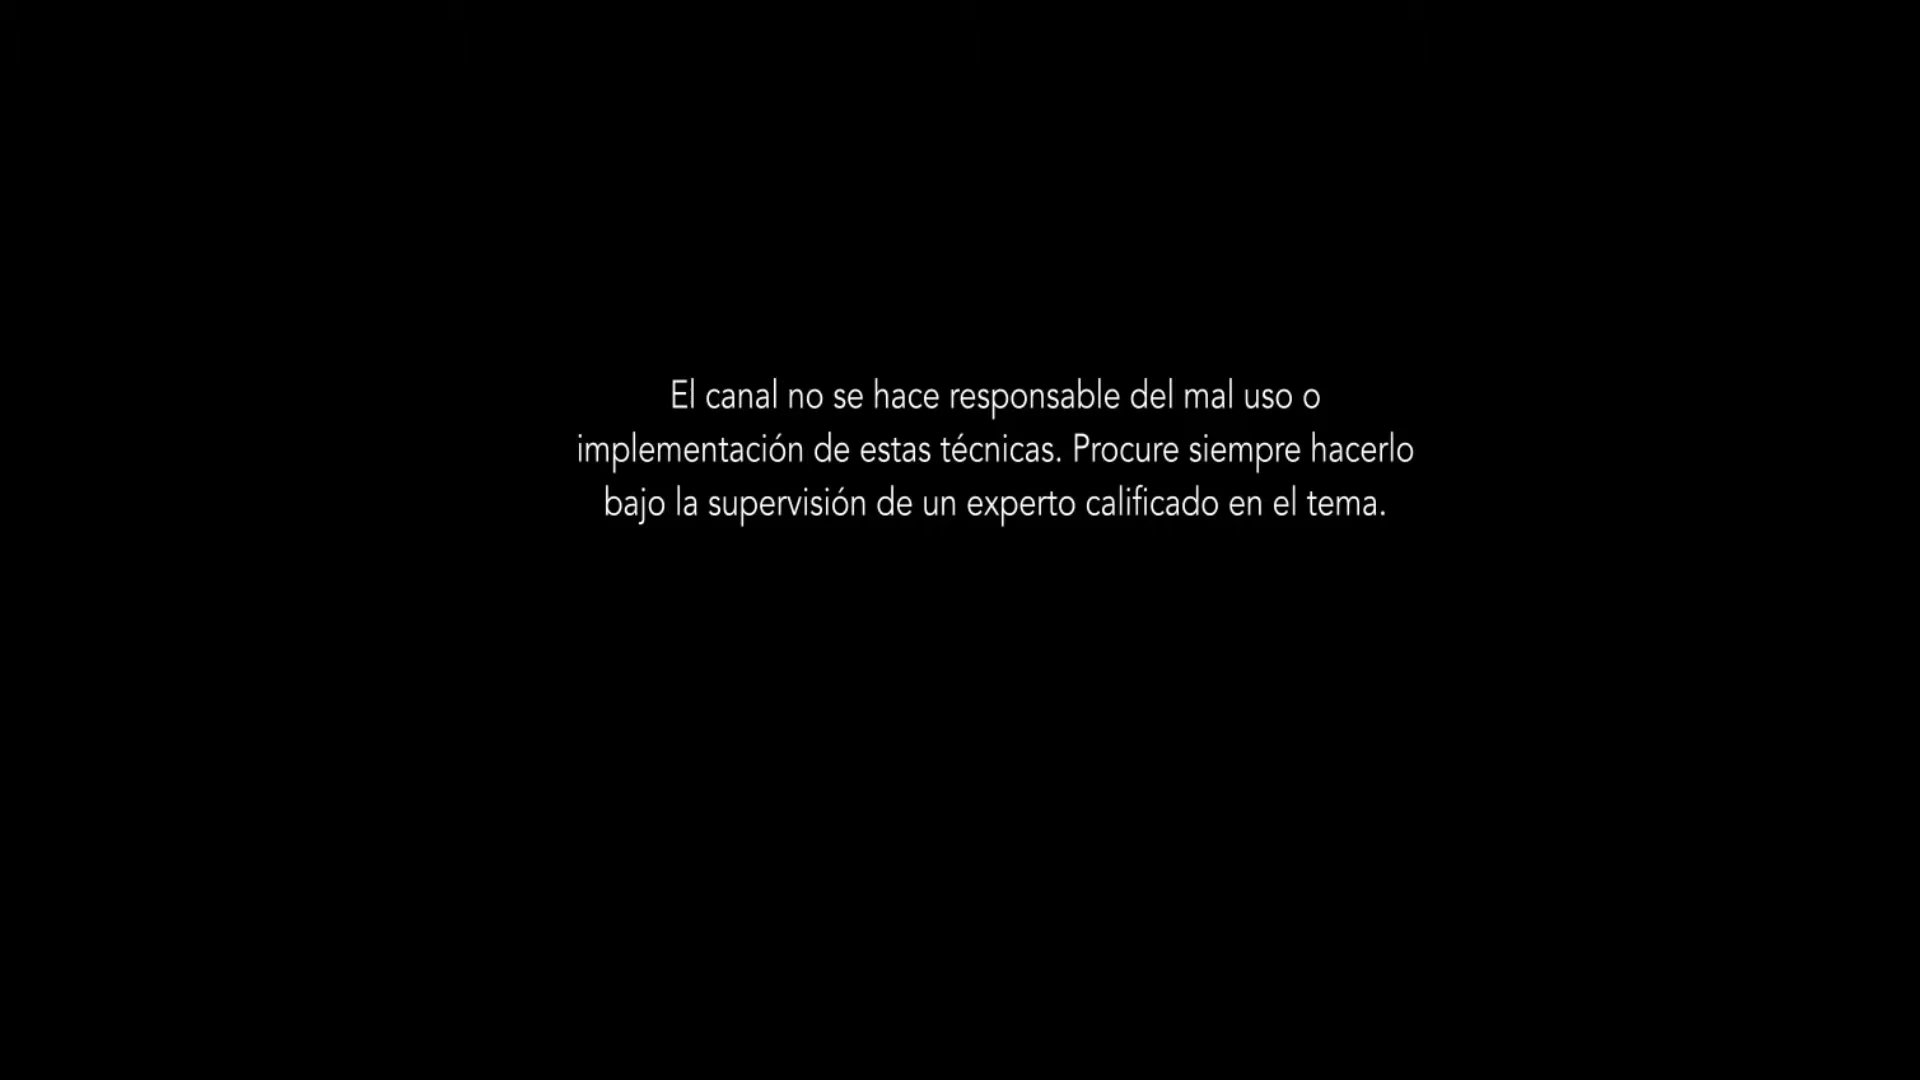 El canal no se hace responsable del mal uso o
implementación de estas técnicas. Procure siempre hacerlo
bajo la supervisión de un experto calificado en el tema.